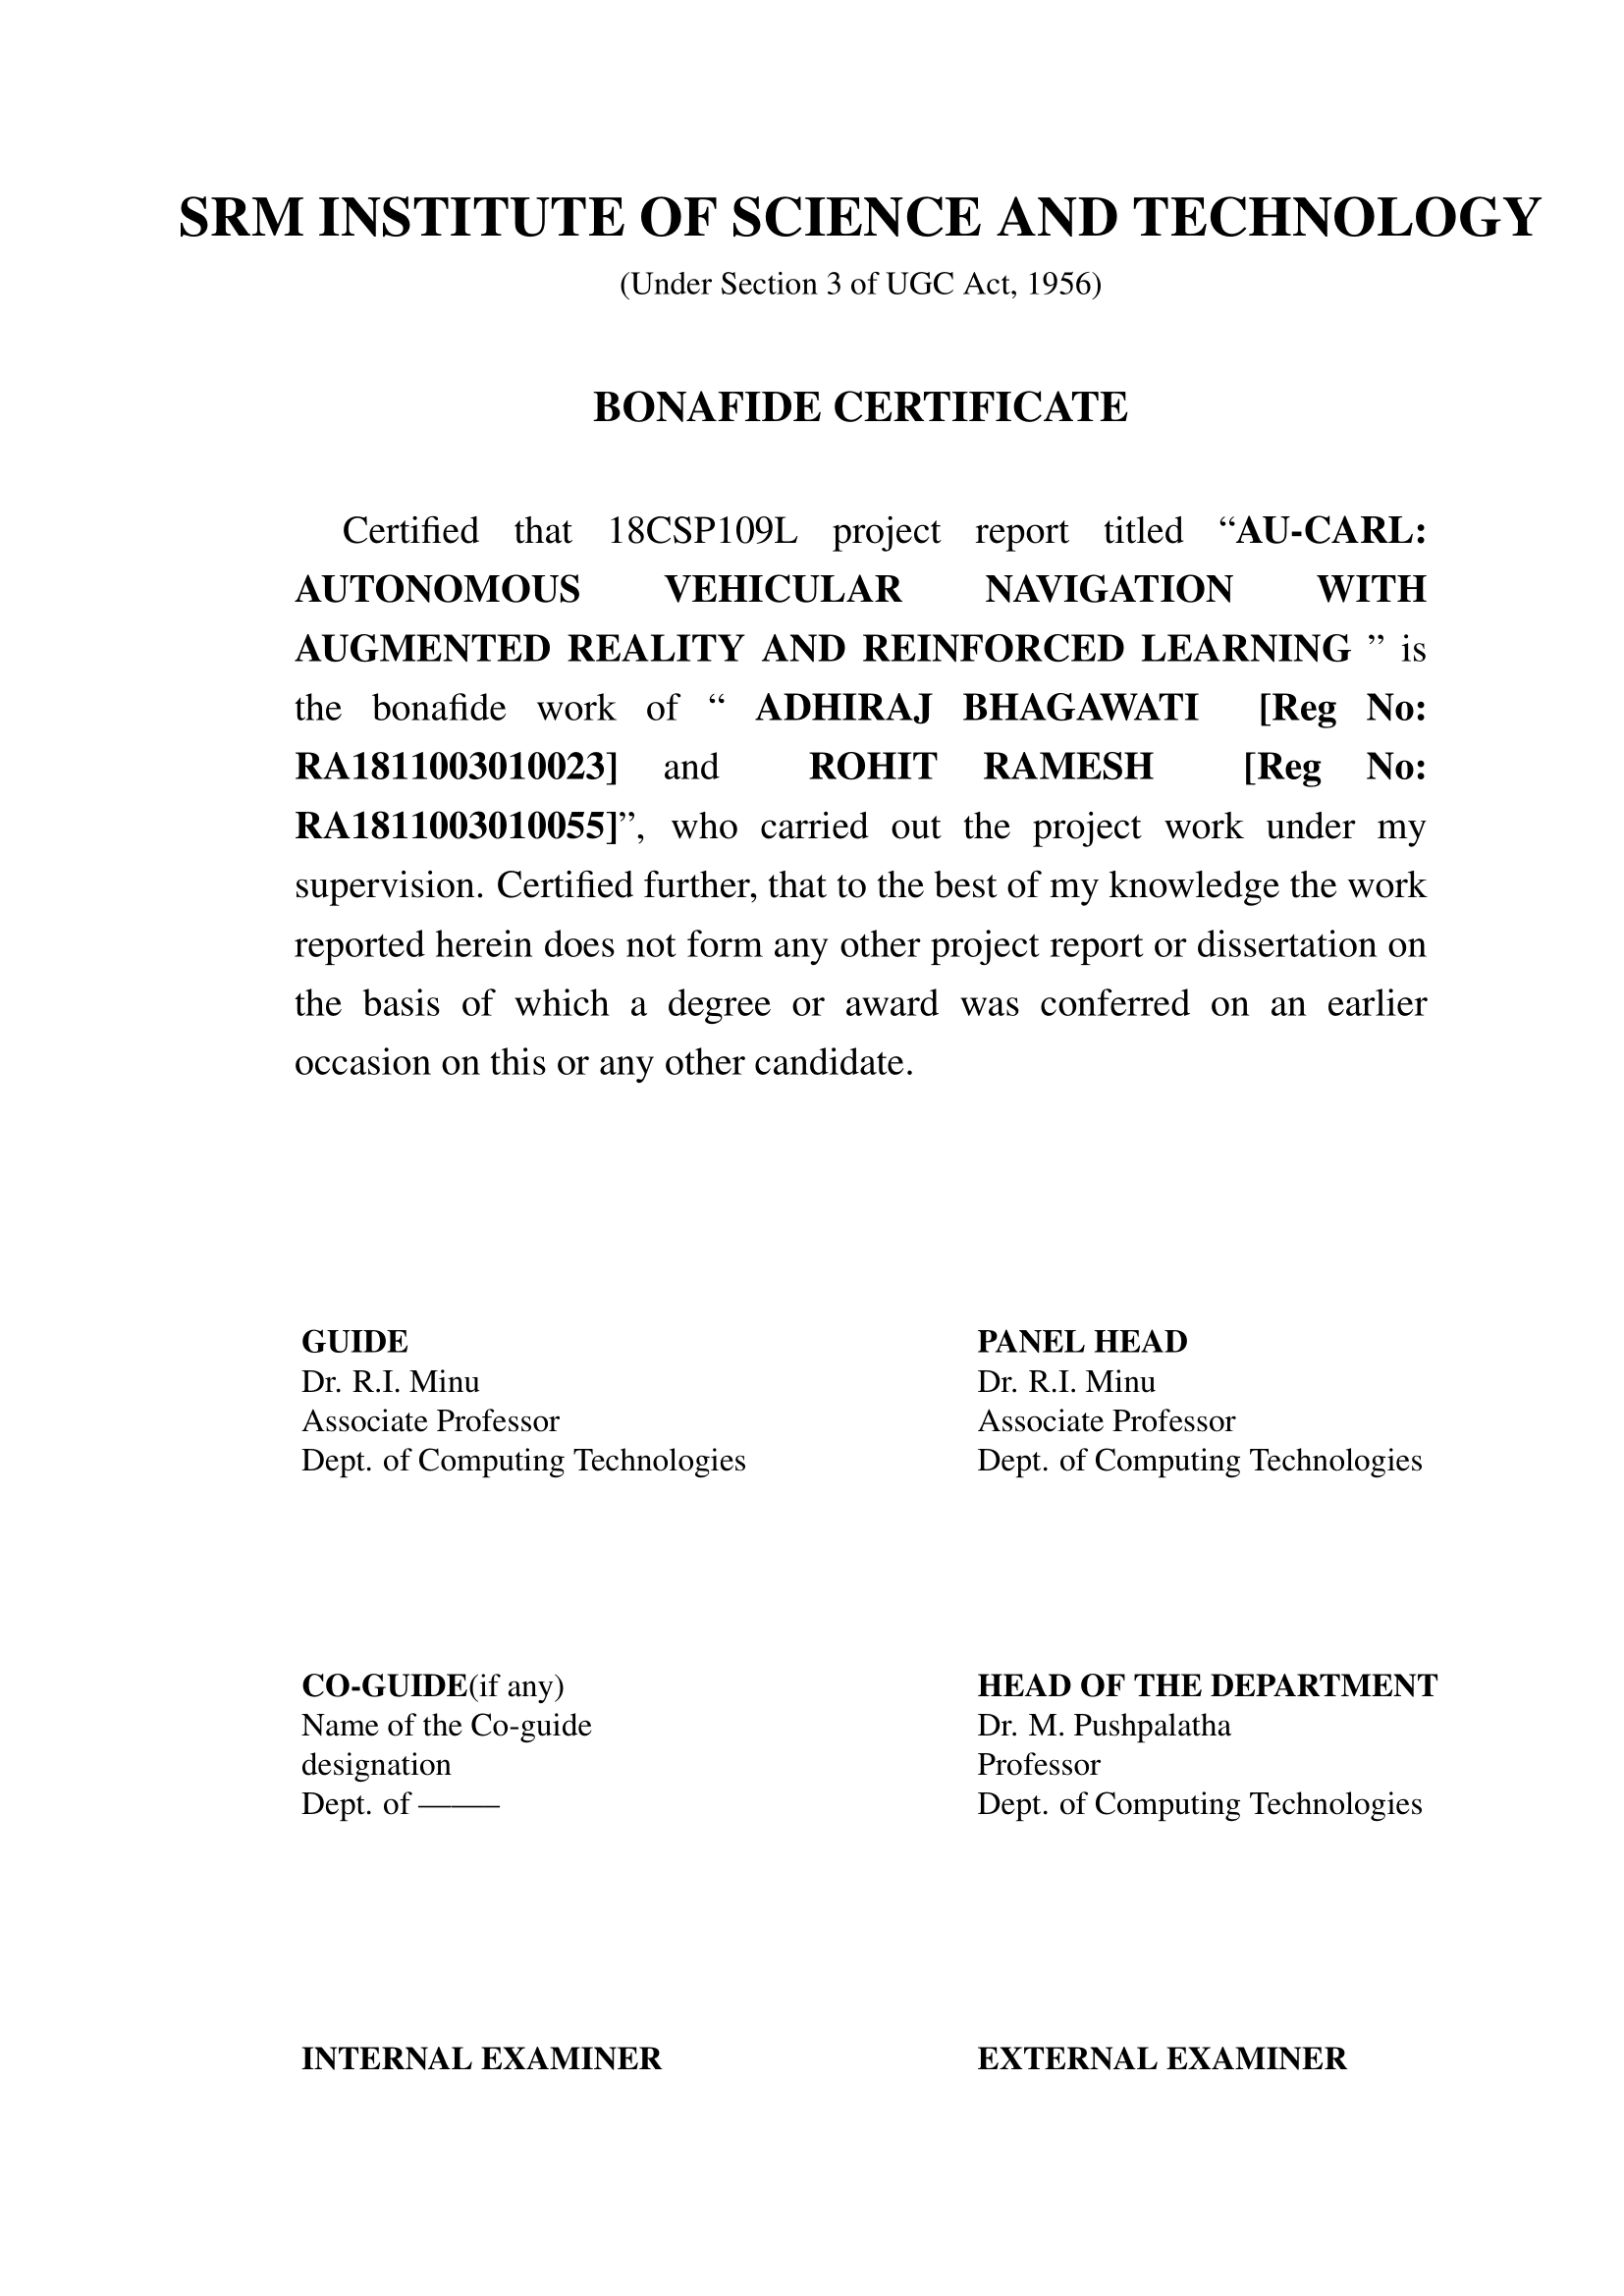 SRM INSTITUTE OF SCIENCE AND TECHNOLOGY
(Under Section 3 of UGC Act, 1956)
BONAFIDE CERTIFICATE
Certified that 18CSP109L project report titled “AU-CARL:
AUTONOMOUS VEHICULAR NAVIGATION WITH
AUGMENTED REALITY AND REINFORCED LEARNING ” is
the bonafide work of “ ADHIRAJ BHAGAWATI [Reg No:
RA1811003010023] and ROHIT RAMESH [Reg No:
RA1811003010055]”, who carried out the project work under my
supervision. Certified further, that to the best of my knowledge the work
reported herein does not form any other project report or dissertation on
the basis of which a degree or award was conferred on an earlier
occasion on this or any other candidate.
GUIDE
Dr. R.I. Minu
Associate Professor
Dept. of Computing Technologies
PANEL HEAD
Dr. R.I. Minu
Associate Professor
Dept. of Computing Technologies
CO-GUIDE(if any)
Name of the Co-guide
designation
Dept. of ———
HEAD OF THE DEPARTMENT
Dr. M. Pushpalatha
Professor
Dept. of Computing Technologies
INTERNAL EXAMINER
EXTERNAL EXAMINER